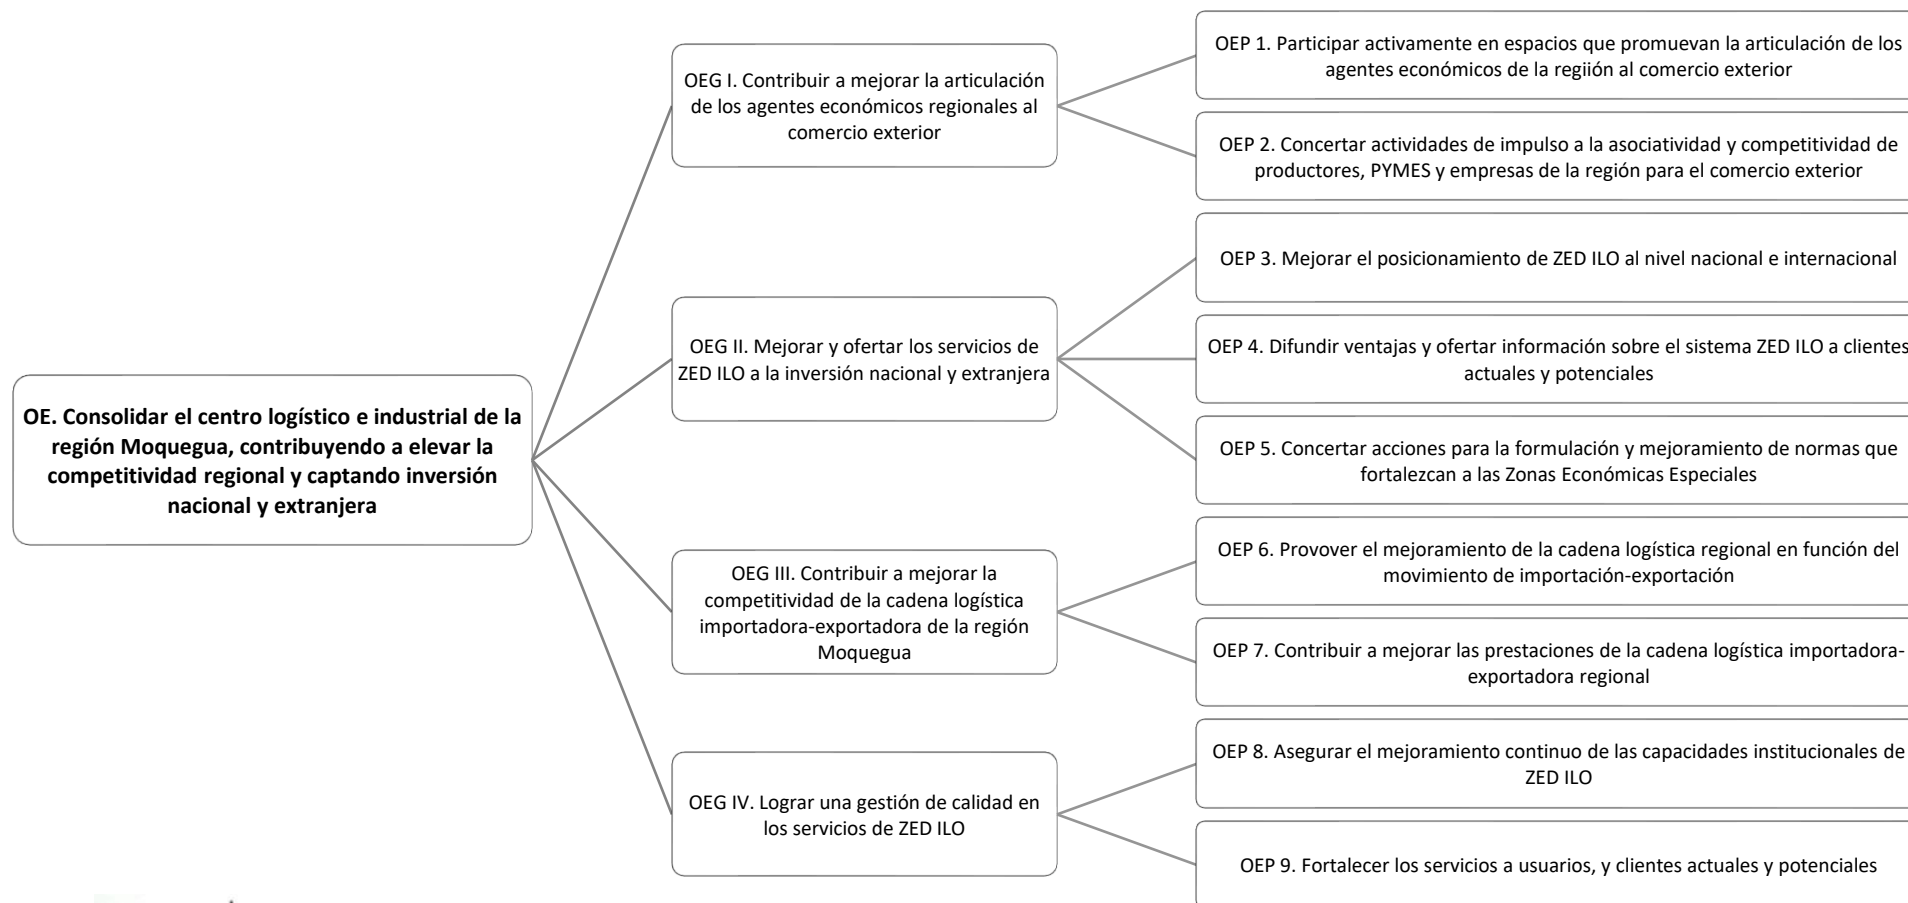 OE. Consolidar el centro logístico e industrial de la
región Moquegua, contribuyendo a elevar la
competitividad regional y captando inversión
nacional y extranjera
OEG I. Contribuir a mejorar la articulación
de los agentes económicos regionales al
comercio exterior
OEP 1. Participar activamente en espacios que promuevan la articulación de los
agentes económicos de la regiión al comercio exterior
OEP 2. Concertar actividades de impulso a la asociatividad y competitividad de
productores, PYMES y empresas de la región para el comercio exterior
OEG II. Mejorar y ofertar los servicios de
ZED ILO a la inversión nacional y extranjera
OEP 3. Mejorar el posicionamiento de ZED ILO al nivel nacional e internacional
OEP 4. Difundir ventajas y ofertar información sobre el sistema ZED ILO a clientes
actuales y potenciales
OEP 5. Concertar acciones para la formulación y mejoramiento de normas que
fortalezcan a las Zonas Económicas Especiales
OEG III. Contribuir a mejorar la
competitividad de la cadena logística
importadora-exportadora de la región
Moquegua
OEP 6. Provover el mejoramiento de la cadena logística regional en función del
movimiento de importación-exportación
OEP 7. Contribuir a mejorar las prestaciones de la cadena logística importadora-
exportadora regional
OEG IV. Lograr una gestión de calidad en
los servicios de ZED ILO
OEP 8. Asegurar el mejoramiento continuo de las capacidades institucionales de
ZED ILO
OEP 9. Fortalecer los servicios a usuarios, y clientes actuales y potenciales